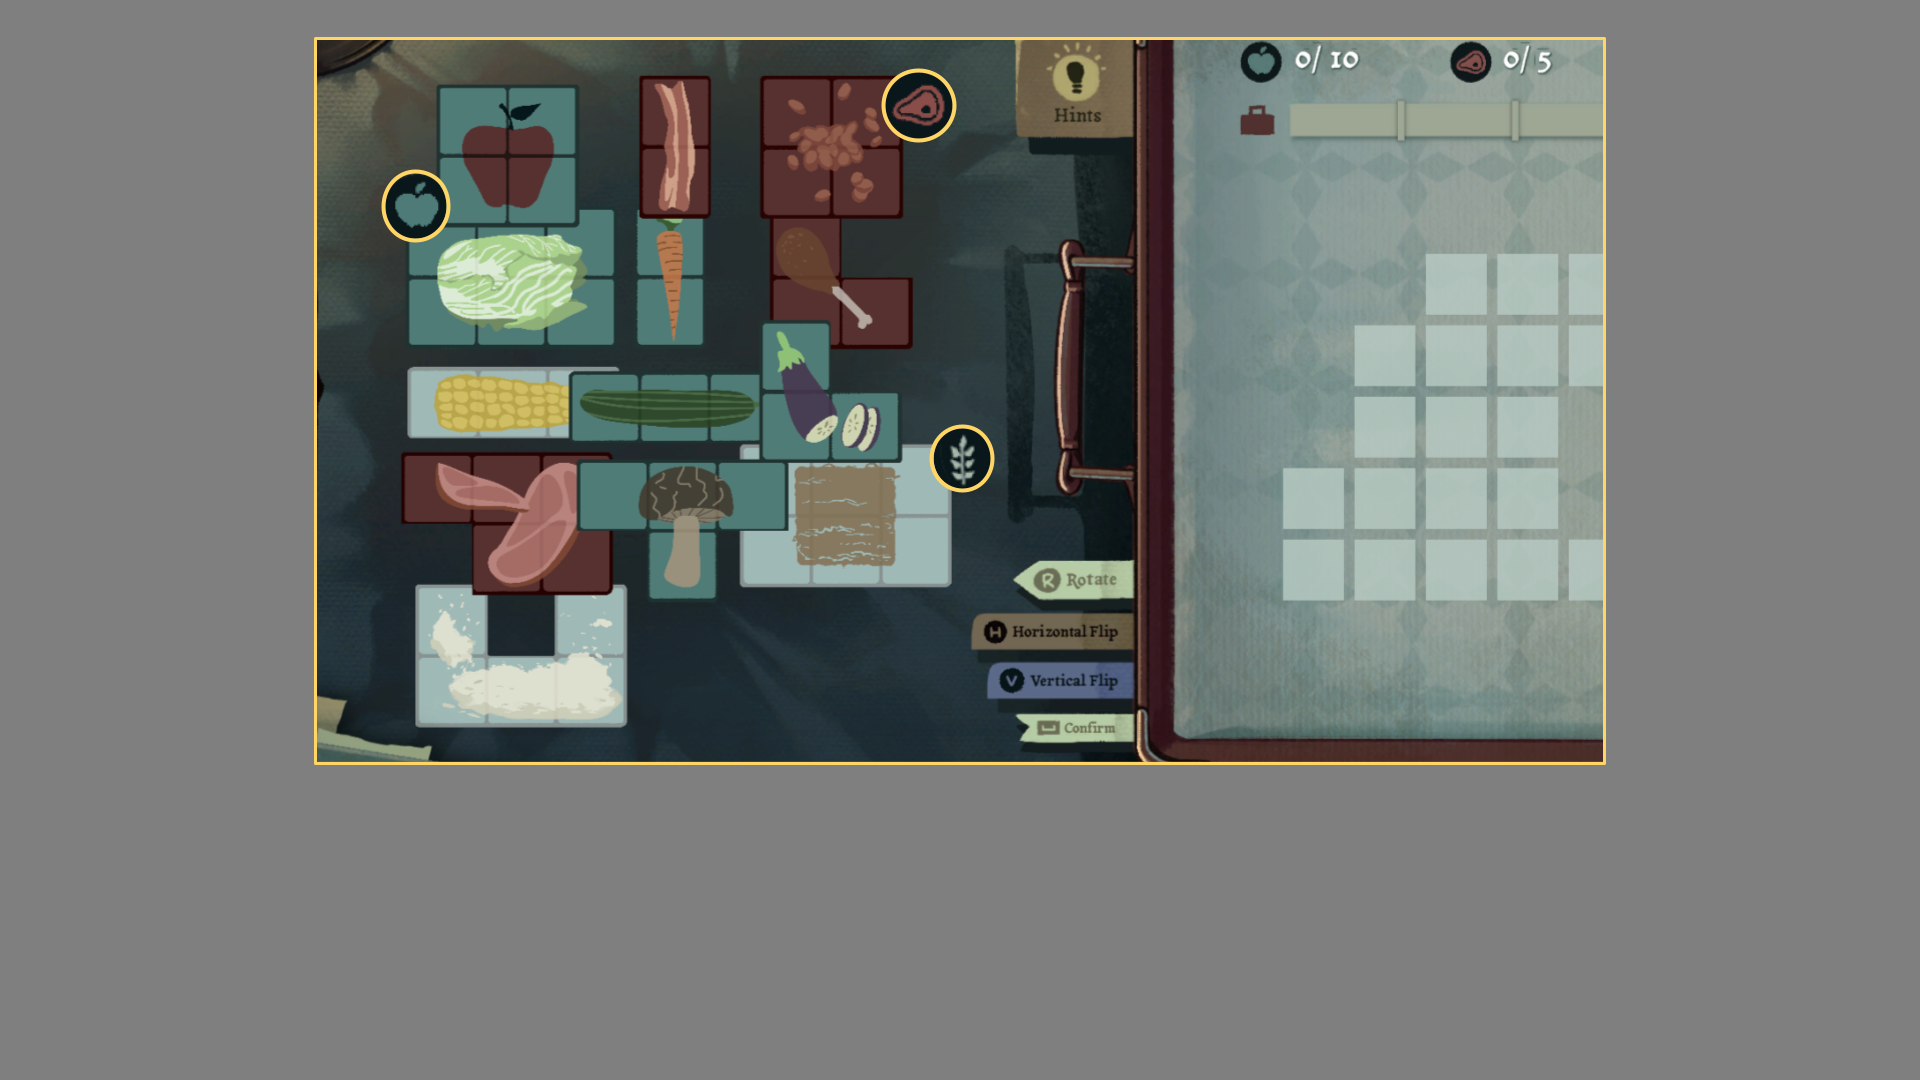 0/10
0/5
Hints
R Rotate
H Horizontal Flip
V Vertical Flip
Confirm